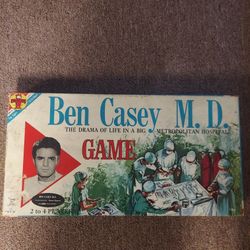 Ben Casey M.D.
THE DRAMA OF LIFE IN A BIG METROPOLITAN HOSPITAL
GAME
2 to 4 PLAYERS